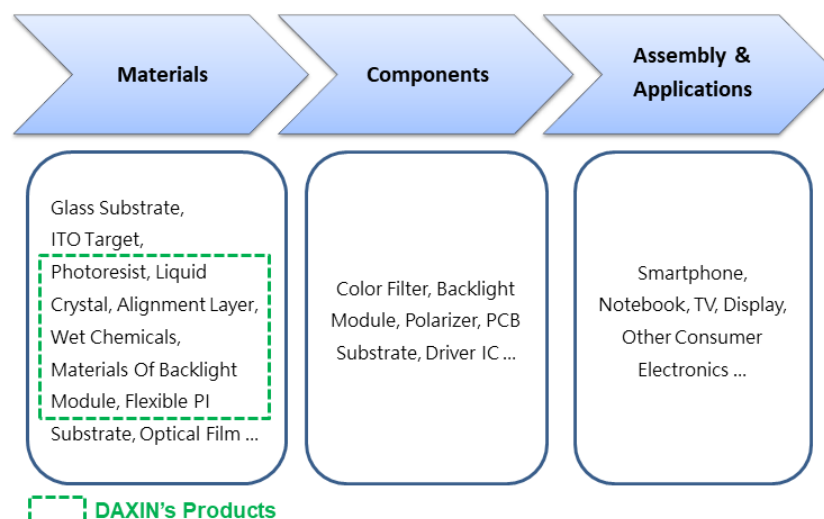 Materials
Components
Assembly &
Applications
Glass Substrate,
ITO Target,
Photoresist, Liquid
Crystal, Alignment Layer,
Wet Chemicals,
Materials Of Backlight
Module, Flexible PI
Substrate, Optical Film ...
Color Filter, Backlight
Module, Polarizer, PCB
Substrate, Driver IC ...
Smartphone,
Notebook, TV, Display,
Other Consumer
Electronics ...
DAXIN's Products